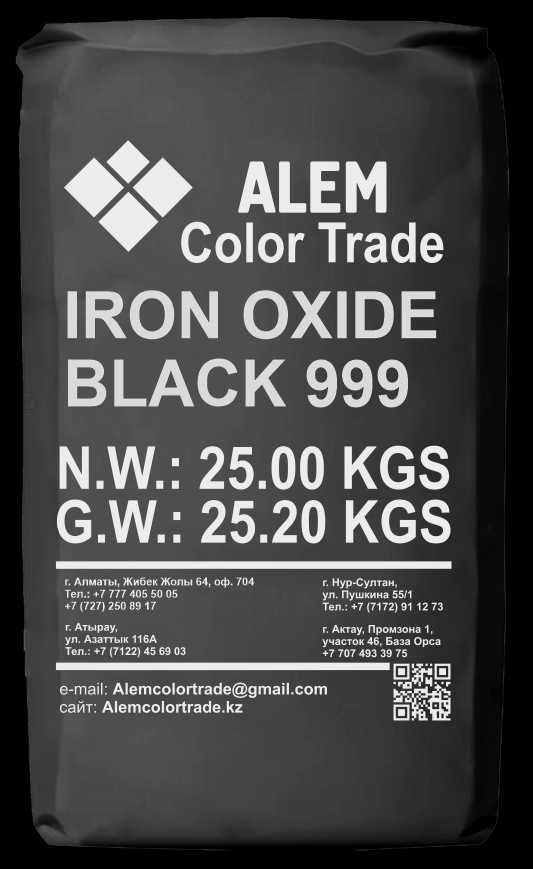 ALEM
Color Trade
IRON OXIDE
BLACK 999
N.W.: 25.00 KGS
G.W.: 25.20 KGS
г. Алматы, Жибек Жолы 64, оф. 704
Тел.: +7 777 405 50 05
+7 (727) 250 89 17
г. Атырау,
ул. Азаттык 116А
Тел.: +7 (7122) 45 69 03
г. Нур-Султан,
ул. Пушкина 55/1
Тел.: +7 (7172) 91 12 73
г. Актау, Промзона 1,
участок 46, База Орса
+7 707 493 39 75
e-mail: Alemcolortrade@gmail.com
сайт: Alemcolortrade.kz